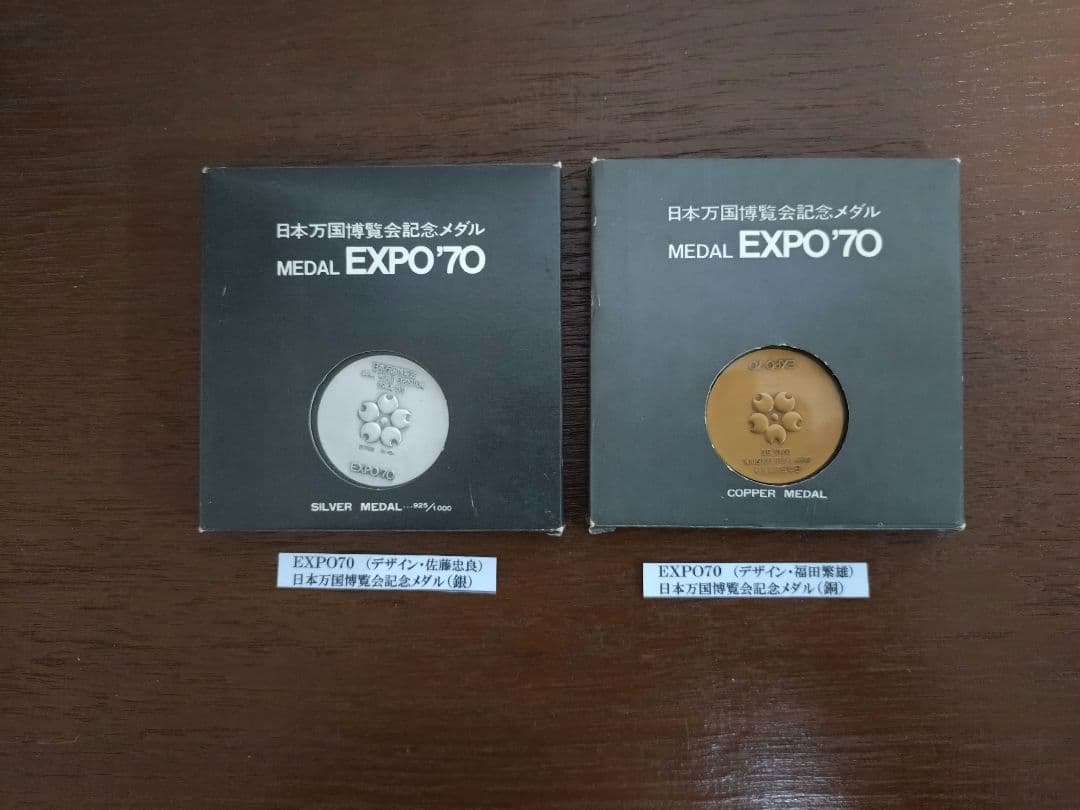 日本万国博覧会記念メダル
MEDAL EXPO'70
EXPO'70
SILVER MEDAL...925/1000
EXPO70 (デザイン・佐藤忠良)
日本万国博覧会記念メダル(銀)
日本万国博覧会記念メダル
MEDAL EXPO'70
COPPER MEDAL
EXPO70 (デザイン・福田繁雄)
日本万国博覧会記念メダル(銅)